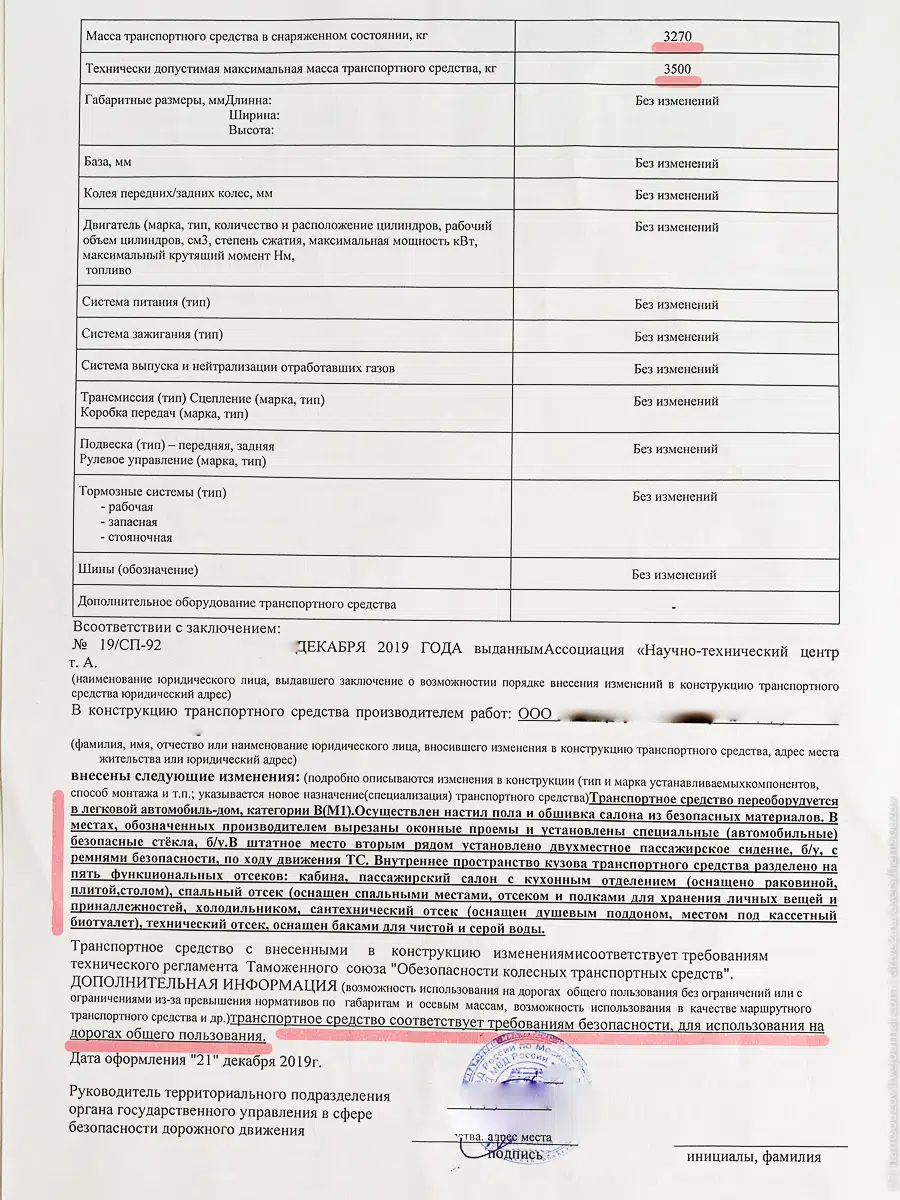 Масса транспортного средства в снаряженном состоянии, кг 3270
Технически допустимая максимальная масса транспортного средства, кг 3500
Габаритные размеры, ммДлинна: Без изменений
Ширина:
Высота:
База, мм Без изменений
Колея передних/задних колес, мм Без изменений
Двигатель (марка, тип, количество и расположение цилиндров, рабочий Без изменений
объем цилиндров, см3, степень сжатия, максимальная мощность кВт,
максимальный крутящий момент Нм,
топливо
Система питания (тип) Без изменений
Система зажигания (тип) Без изменений
Система выпуска и нейтрализации отработавших газов Без изменений
Трансмиссия (тип) Сцепление (марка, тип) Без изменений
Коробка передач (марка, тип)
Подвеска (тип) – передняя, задняя Без изменений
Рулевое управление (марка, тип)
Тормозные системы (тип) Без изменений
- рабочая
- запасная
- стояночная
Шины (обозначение) Без изменений
Дополнительное оборудование транспортного средства -
Всоответствии с заключением:
№ 19/СП-92 ДЕКАБРЯ 2019 ГОДА выданнымАссоциация «Научно-технический центр
т. А.
(наименование юридического лица, выдавшего заключение о возможностии порядке внесения изменений в конструкцию транспортного
средства юридический адрес)
В конструкцию транспортного средства производителем работ: ООО
(фамилия, имя, отчество или наименование юридического лица, вносившего изменения в конструкцию транспортного средства, адрес места
жительства или юридический адрес)
внесены следующие изменения: (подробно описываются изменения в конструкции (тип и марка устанавливаемыхкомпонентов,
способ монтажа и т.п.; указывается новое назначение(специализация) транспортного средства)Транспортное средство переоборудуется
в легковой автомобиль-дом, категории В(М1).Осуществлен настил пола и обшивка салона из безопасных материалов. В
местах, обозначенных производителем вырезаны оконные проемы и установлены специальные (автомобильные)
безопасные стёкла, б/у.В штатное место вторым рядом установлено двухместное пассажирское сидение, б/у, с
ремнями безопасности, по ходу движения ТС. Внутреннее пространство кузова транспортного средства разделено на
пять функциональных отсеков: кабина, пассажирский салон с кухонным отделением (оснащено раковиной,
плитой,столом), спальный отсек (оснащен спальными местами, отсеком и полками для хранения личных вещей и
принадлежностей, холодильником, сантехнический отсек (оснащен душевым поддоном, местом под кассетный
биотуалет), технический отсек, оснащен баками для чистой и серой воды.
Транспортное средство с внесенными в конструкцию изменениямисоответствует требованиям
технического регламента Таможенного союза "Обезопасности колесных транспортных средств".
ДОПОЛНИТЕЛЬНАЯ ИНФОРМАЦИЯ (возможность использования на дорогах общего пользования без ограничений или с
ограничениями из-за превышения нормативов по габаритам и осевым массам, возможность использования в качестве маршрутного
транспортного средства и др.)транспортное средство соответствует требованиям безопасности, для использования на
дорогах общего пользования.
Дата оформления "21" декабря 2019г.
Руководитель территориального подразделения
органа государственного управления в сфере
безопасности дорожного движения
адрес места
подпись
инициалы, фамилия